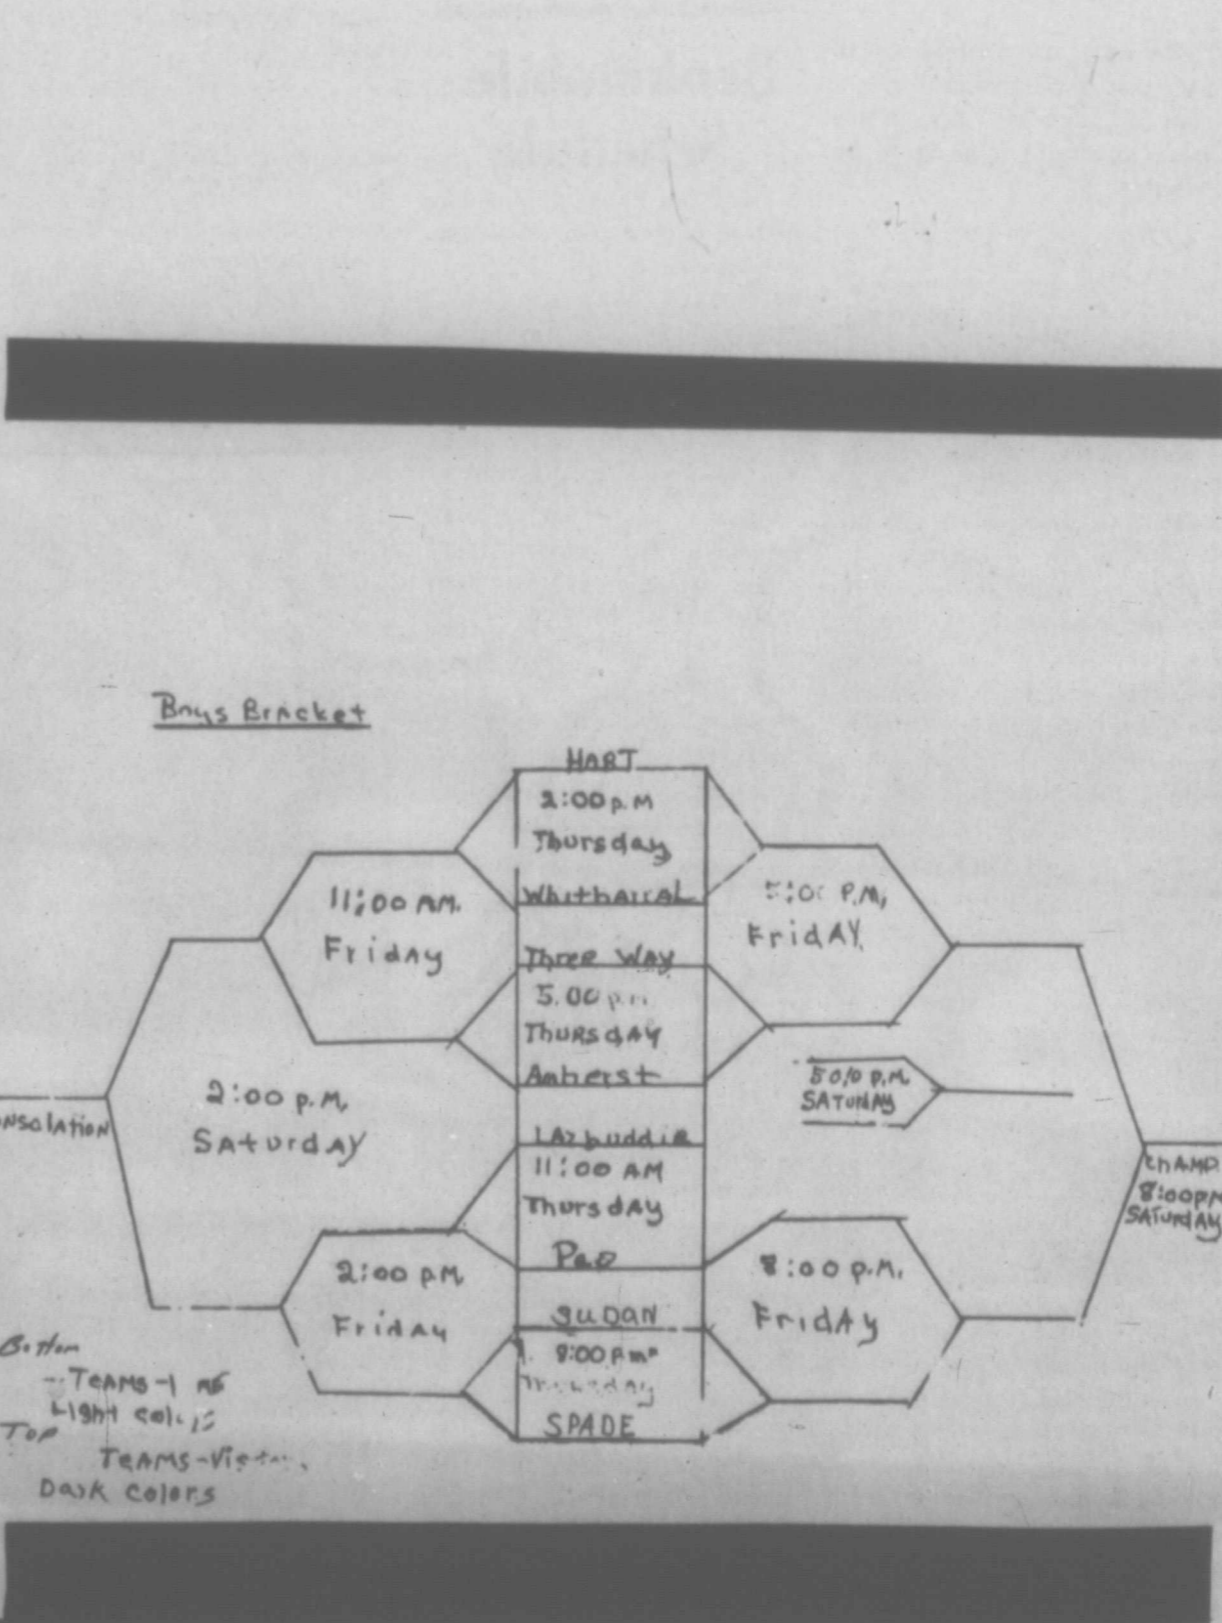 Boys Bracket
HART
2:00 p.M
Thursday
Whitharral
Three WAY
5.00 p.m
THURSdAY
Amherst
LAzbuddie
11:00 AM
Thursday
Pep
SUDAN
8:00 p.m.
Thursday
SPADE
11:00 AM.
Friday
2:00 p.M.
SAturdAY
2:00 p.M.
Friday
5:00 P.M.
FridAY.
5:00 p.M.
SATurdAY
8:00 p.M.
FridAy
ChAMP.
8:00pM
SATurdAy
Bottom
TeAMS-
Light colors
Top
TeAMS-
Dark colors